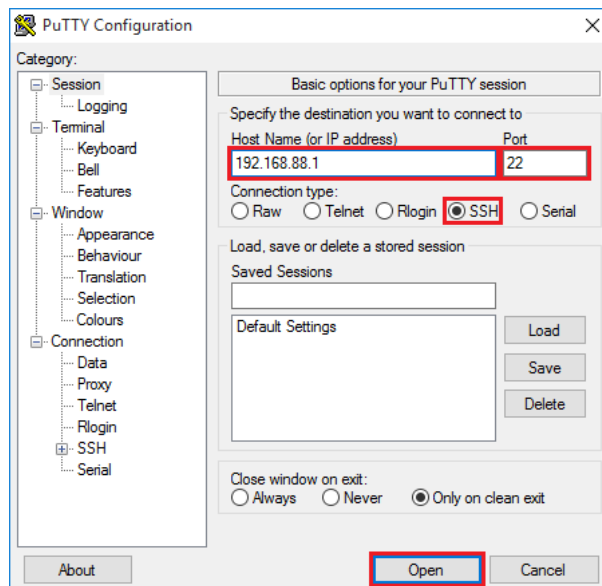 PuTTY Configuration
Category:
Session
Logging
Terminal
Keyboard
Bell
Features
Window
Appearance
Behaviour
Translation
Selection
Colours
Connection
Data
Proxy
Telnet
Rlogin
SSH
Serial
Basic options for your PuTTY session
Specify the destination you want to connect to
Host Name (or IP address) Port
192.168.88.1 22
Connection type:
Raw Telnet Rlogin SSH Serial
Load, save or delete a stored session
Saved Sessions
Default Settings
Load
Save
Delete
Close window on exit:
Always Never Only on clean exit
About Open Cancel